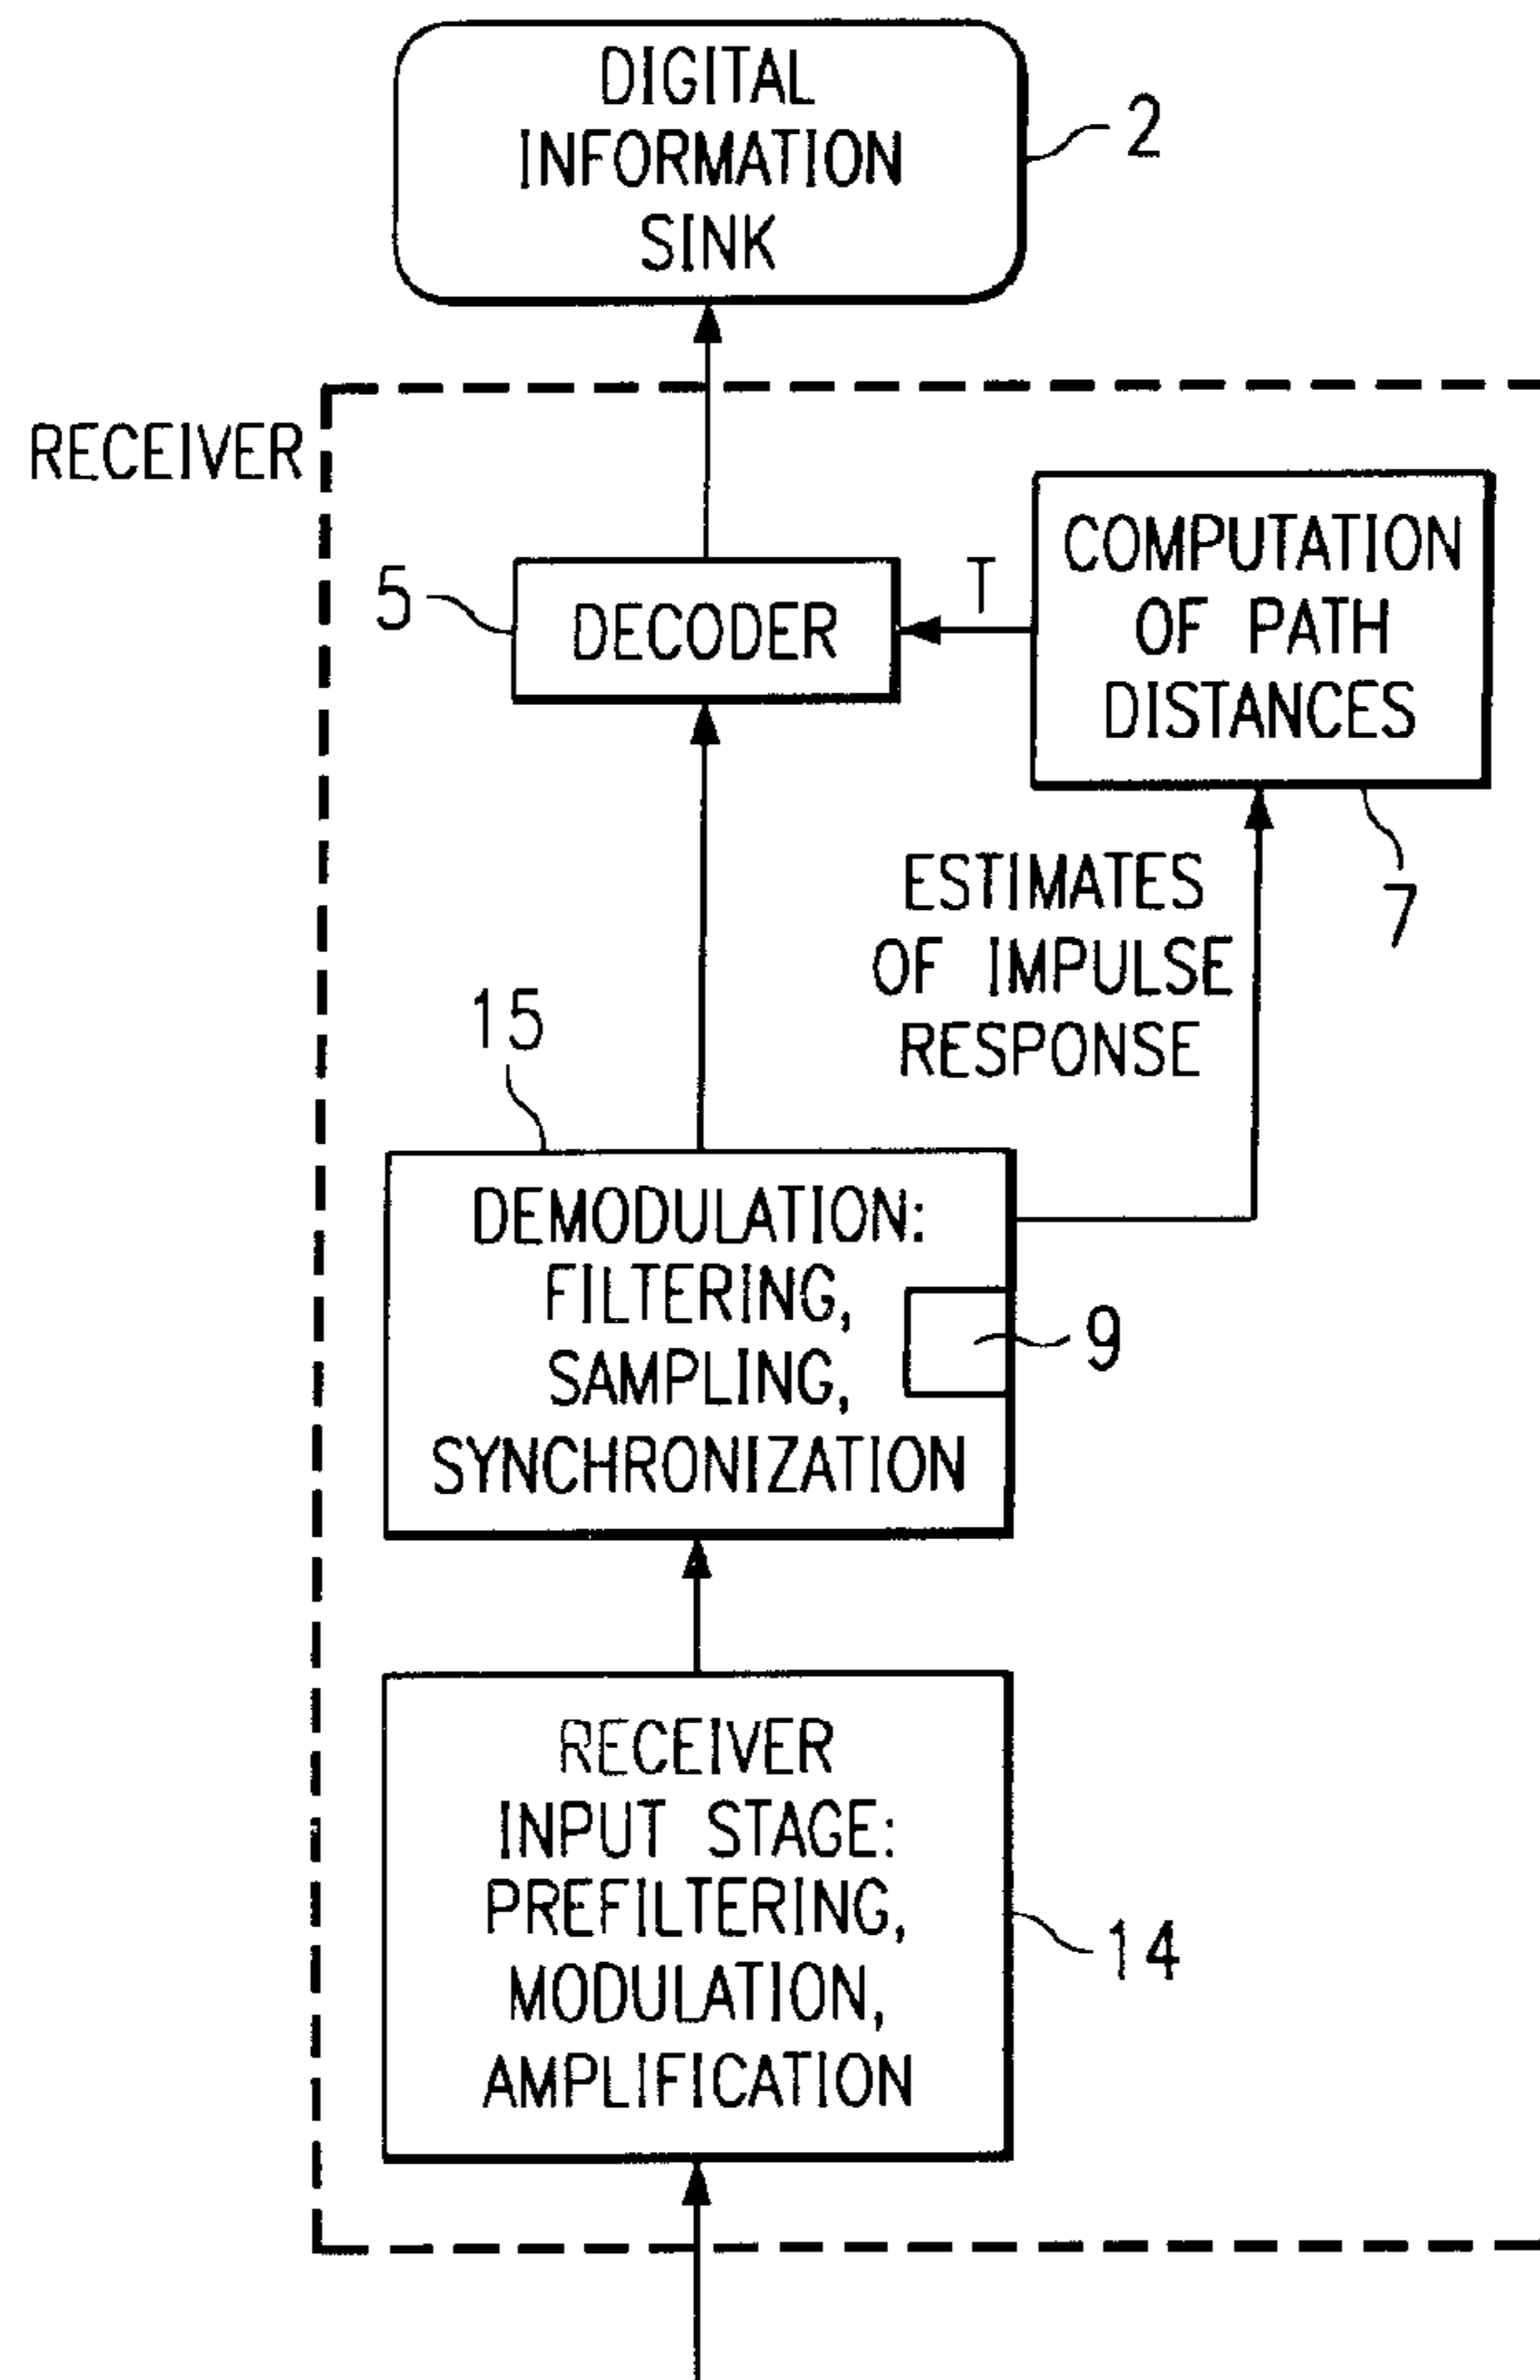 DIGITAL
INFORMATION
SINK
2
RECEIVER
COMPUTATION
OF PATH
DISTANCES
T
5
DECODER
7
ESTIMATES
OF IMPULSE
RESPONSE
15
DEMODULATION:
FILTERING,
SAMPLING,
SYNCHRONIZATION
9
RECEIVER
INPUT STAGE:
PREFILTERING,
MODULATION,
AMPLIFICATION
14